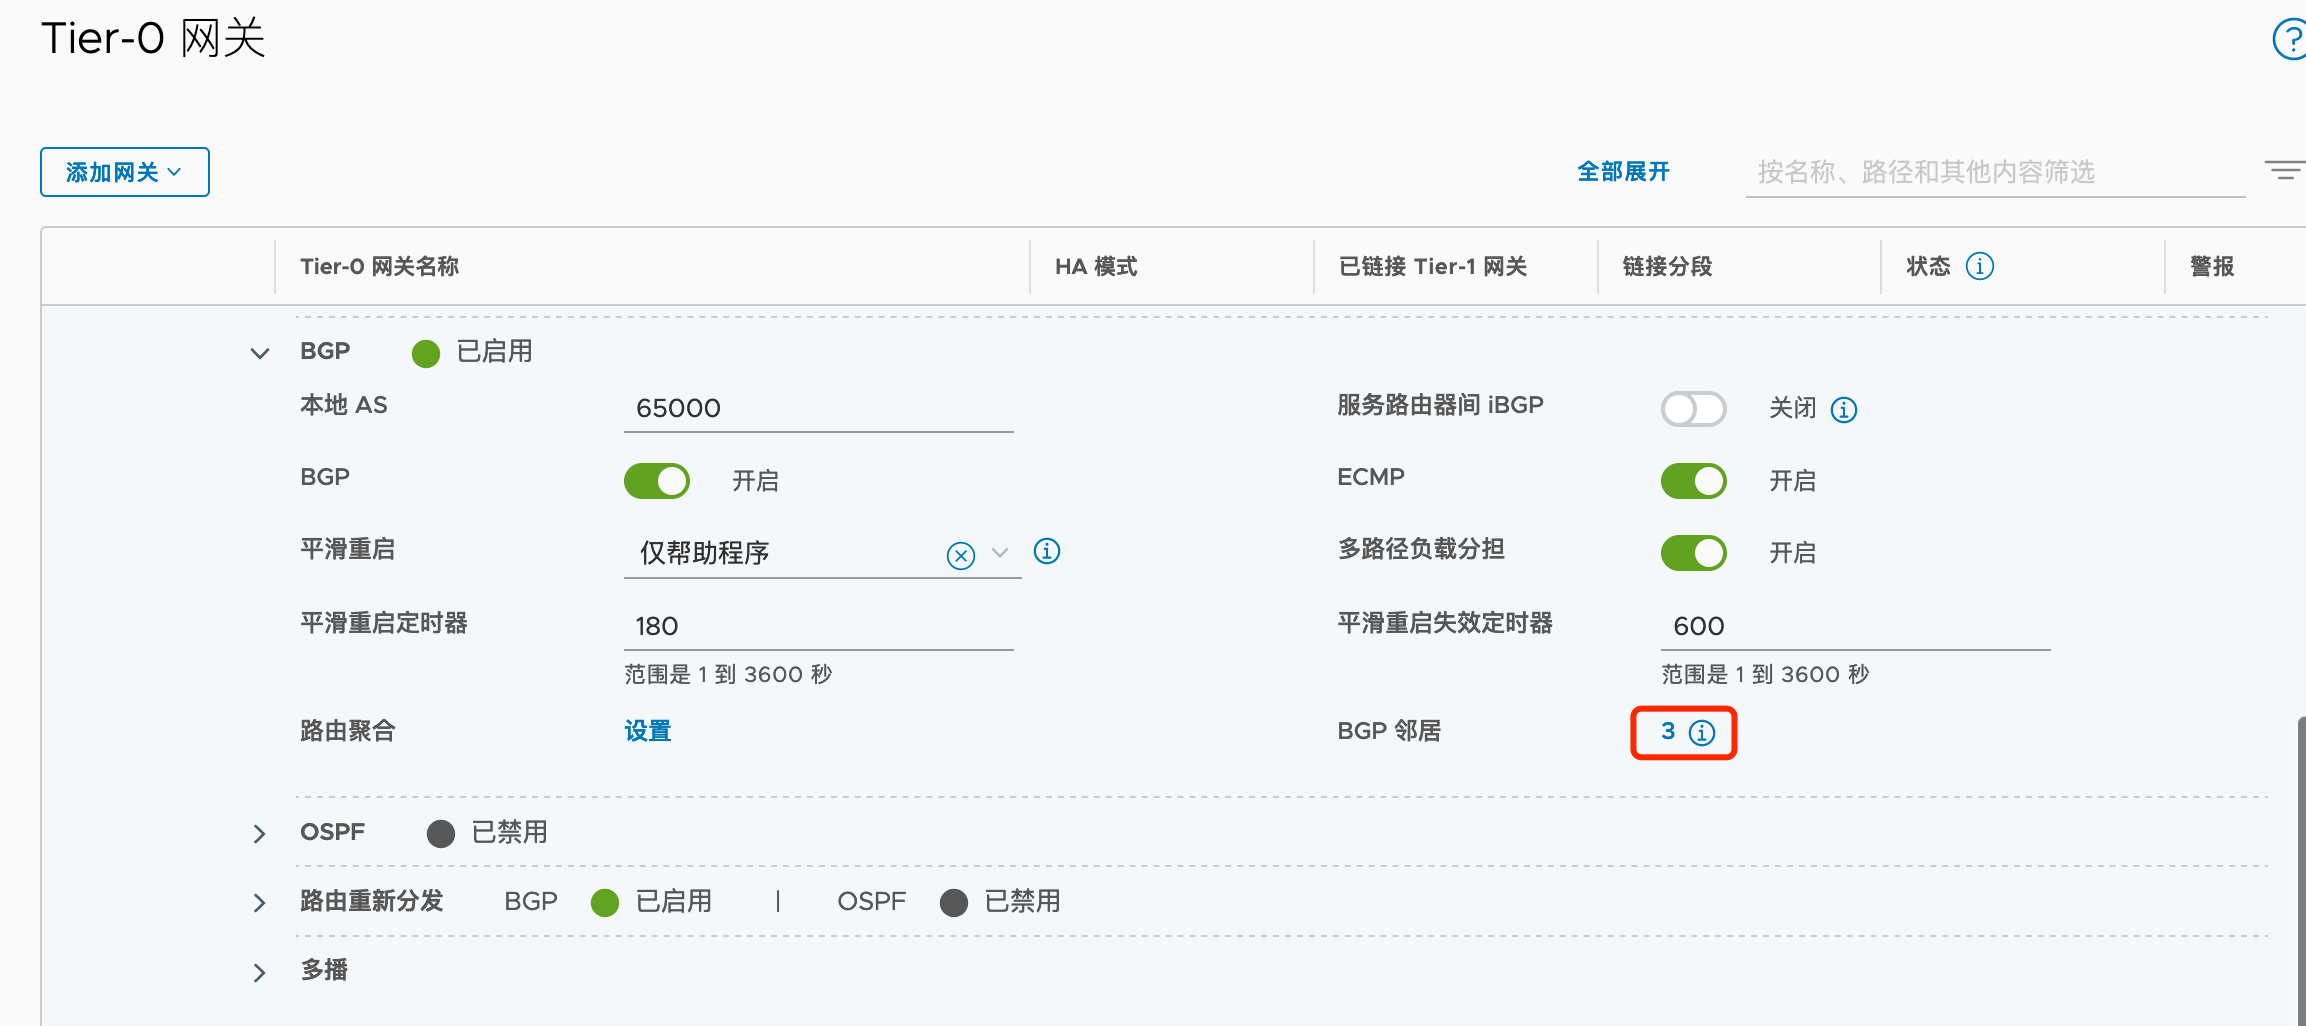 Tier-0 网关
添加网关
全部展开
按名称、路径和其他内容筛选
Tier-0 网关名称
HA 模式
已链接 Tier-1 网关
链接分段
状态
警报
BGP 已启用
本地 AS 65000
服务路由器间 iBGP 关闭
BGP 开启
ECMP 开启
平滑重启 仅帮助程序
多路径负载分担 开启
平滑重启定时器 180
范围是 1 到 3600 秒
平滑重启失效定时器 600
范围是 1 到 3600 秒
路由聚合 设置
BGP 邻居 3
OSPF 已禁用
路由重新分发 BGP 已启用 | OSPF 已禁用
多播